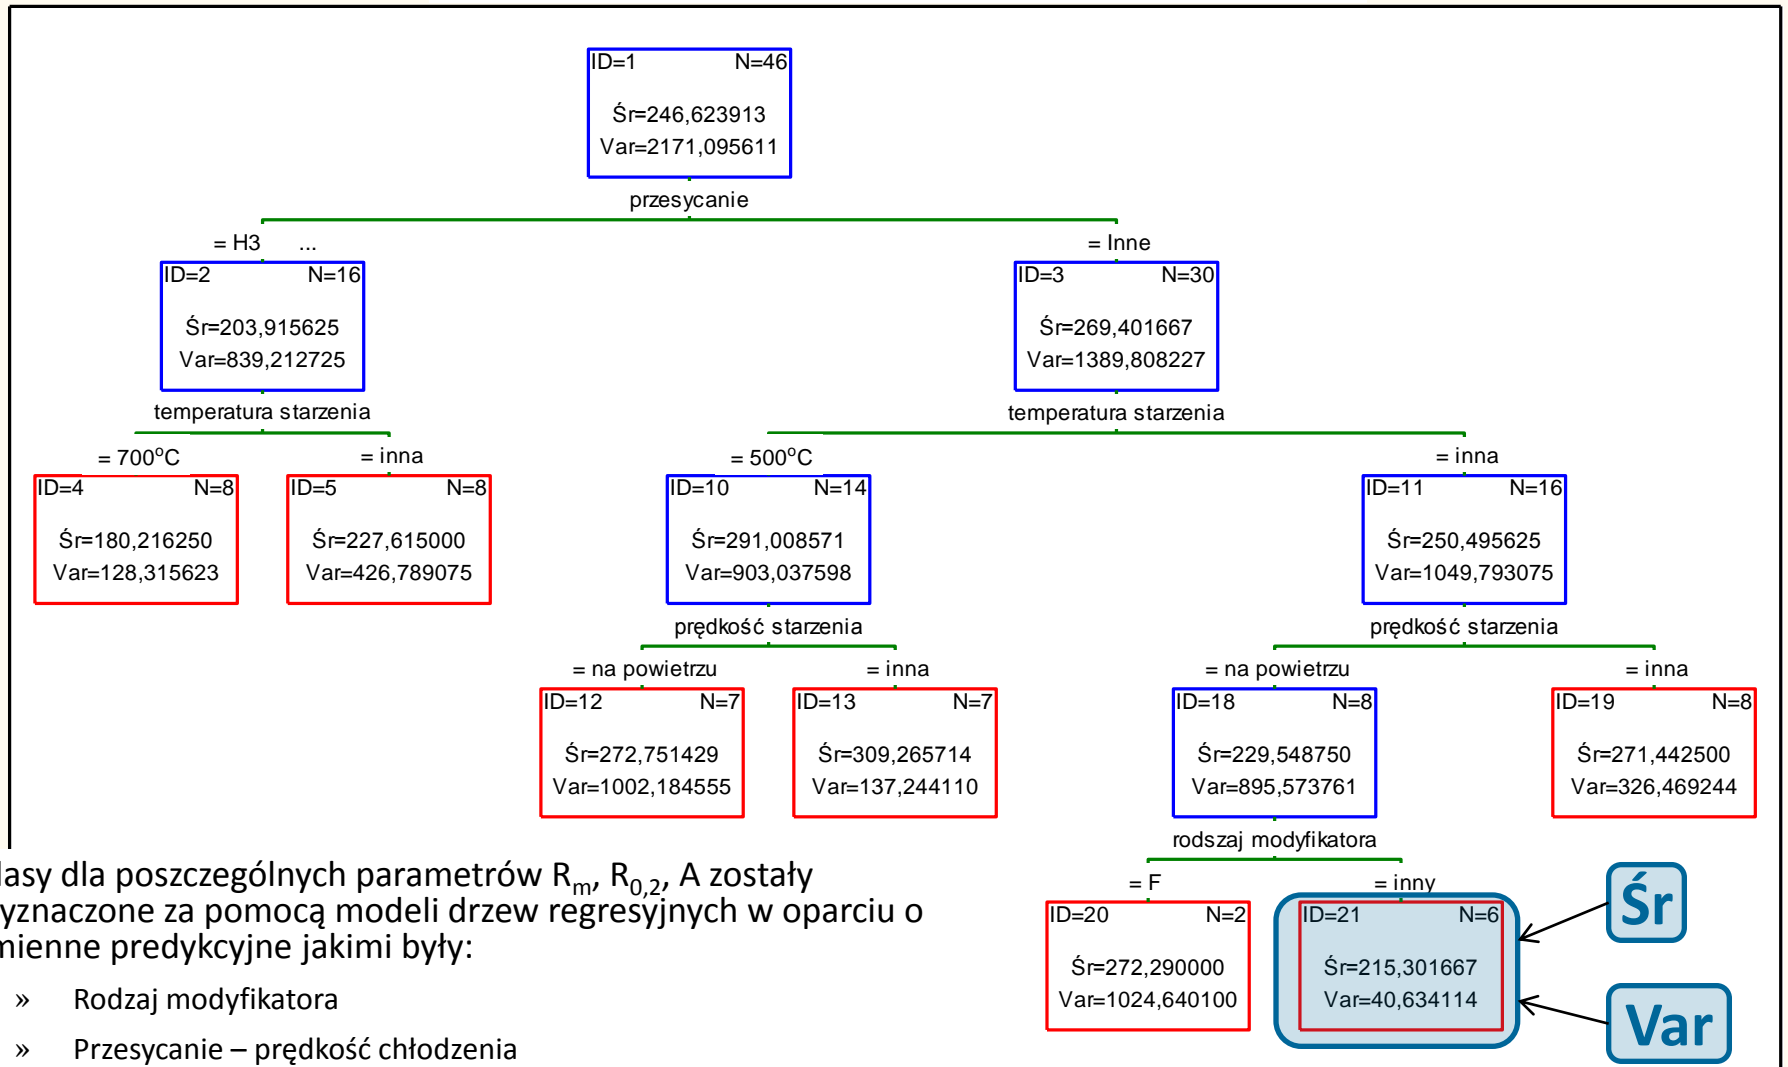 ID=1 N=46
Śr=246,623913
Var=2171,095611
przesycanie
= H3 ... = Inne
ID=2 N=16 ID=3 N=30
Śr=203,915625 Śr=269,401667
Var=839,212725 Var=1389,808227
temperatura starzenia temperatura starzenia
= 700°C = inna = 500°C = inna
ID=4 N=8 ID=5 N=8 ID=10 N=14 ID=11 N=16
Śr=180,216250 Śr=227,615000 Śr=291,008571 Śr=250,495625
Var=128,315623 Var=426,789075 Var=903,037598 Var=1049,793075
prędkość starzenia prędkość starzenia
= na powietrzu = inna = na powietrzu = inna
ID=12 N=7 ID=13 N=7 ID=18 N=8 ID=19 N=8
Śr=272,751429 Śr=309,265714 Śr=229,548750 Śr=271,442500
Var=1002,184555 Var=137,244110 Var=895,573761 Var=326,469244
rodszaj modyfikatora
= F = inny
ID=20 N=2 ID=21 N=6
Śr=272,290000 Śr=215,301667
Var=1024,640100 Var=40,634114
Śr
Var
lasy dla poszczególnych parametrów Rm, R0,2, A zostały
yznaczone za pomocą modeli drzew regresyjnych w oparciu o
mienne predykcyjne jakimi były:
» Rodzaj modyfikatora
» Przesycanie – prędkość chłodzenia